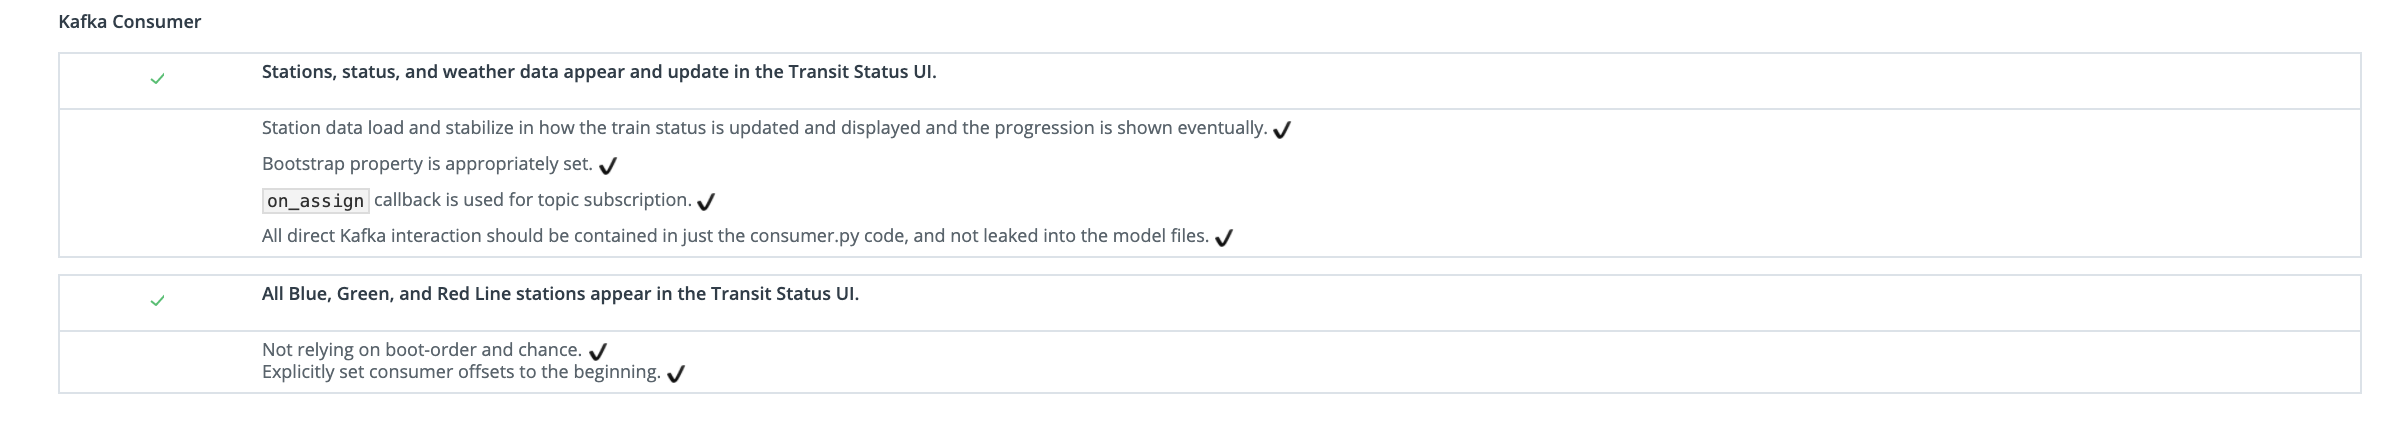 Kafka Consumer
Stations, status, and weather data appear and update in the Transit Status UI.
Station data load and stabilize in how the train status is updated and displayed and the progression is shown eventually. ✔
Bootstrap property is appropriately set. ✔
on_assign callback is used for topic subscription. ✔
All direct Kafka interaction should be contained in just the consumer.py code, and not leaked into the model files. ✔
All Blue, Green, and Red Line stations appear in the Transit Status UI.
Not relying on boot-order and chance. ✔
Explicitly set consumer offsets to the beginning. ✔